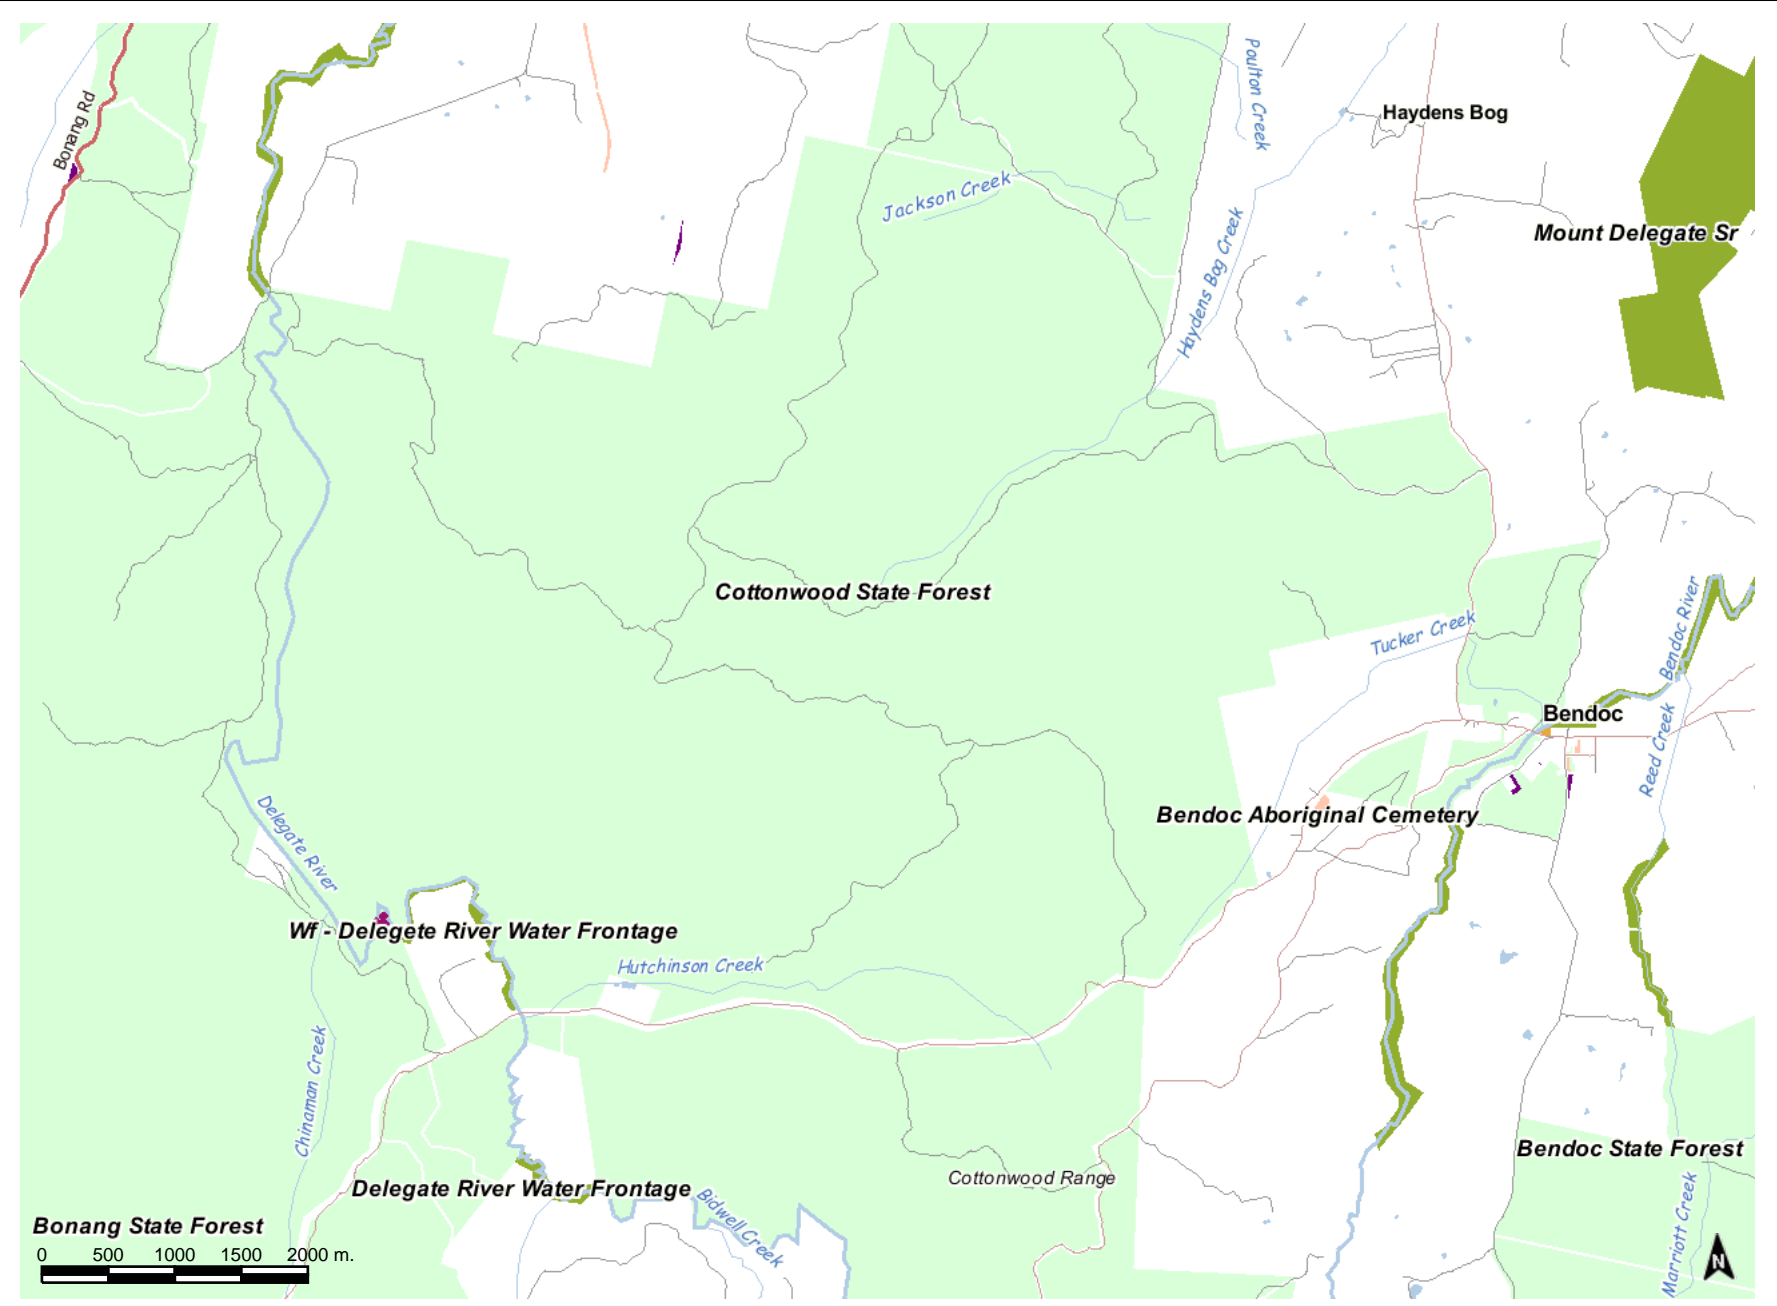 Poulton Creek
Bonang Rd
Haydens Bog
Jackson Creek
Mount Delegate Sr
Haydens Bog Creek
Cottonwood State Forest
Tucker Creek
Bendoc River
Bendoc
Reed Creek
Delegate River
Bendoc Aboriginal Cemetery
Wf - Delegete River Water Frontage
Hutchinson Creek
Chinaman Creek
Bendoc State Forest
Cottonwood Range
Delegate River Water Frontage
Bidwell Creek
Marriott Creek
Bonang State Forest
0 500 1000 1500 2000 m.
N